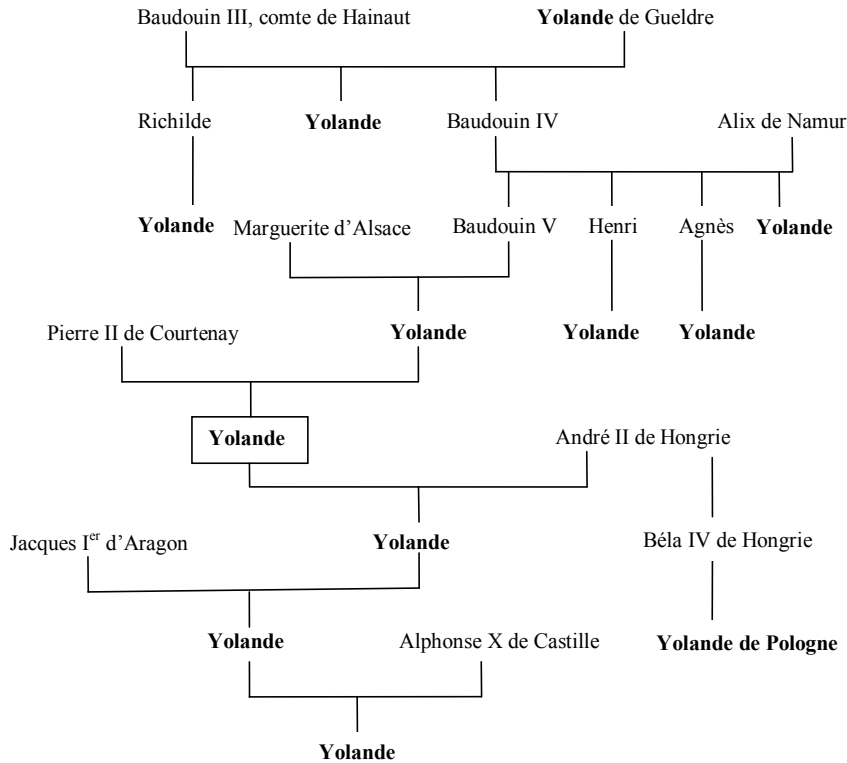 Baudouin III, comte de Hainaut Yolande de Gueldre
Richilde Yolande Baudouin IV Alix de Namur
Yolande Marguerite d'Alsace Baudouin V Henri Agnès Yolande
Pierre II de Courtenay Yolande Yolande Yolande
Yolande André II de Hongrie
Jacques Ier d'Aragon Yolande Béla IV de Hongrie
Yolande Alphonse X de Castille Yolande de Pologne
Yolande